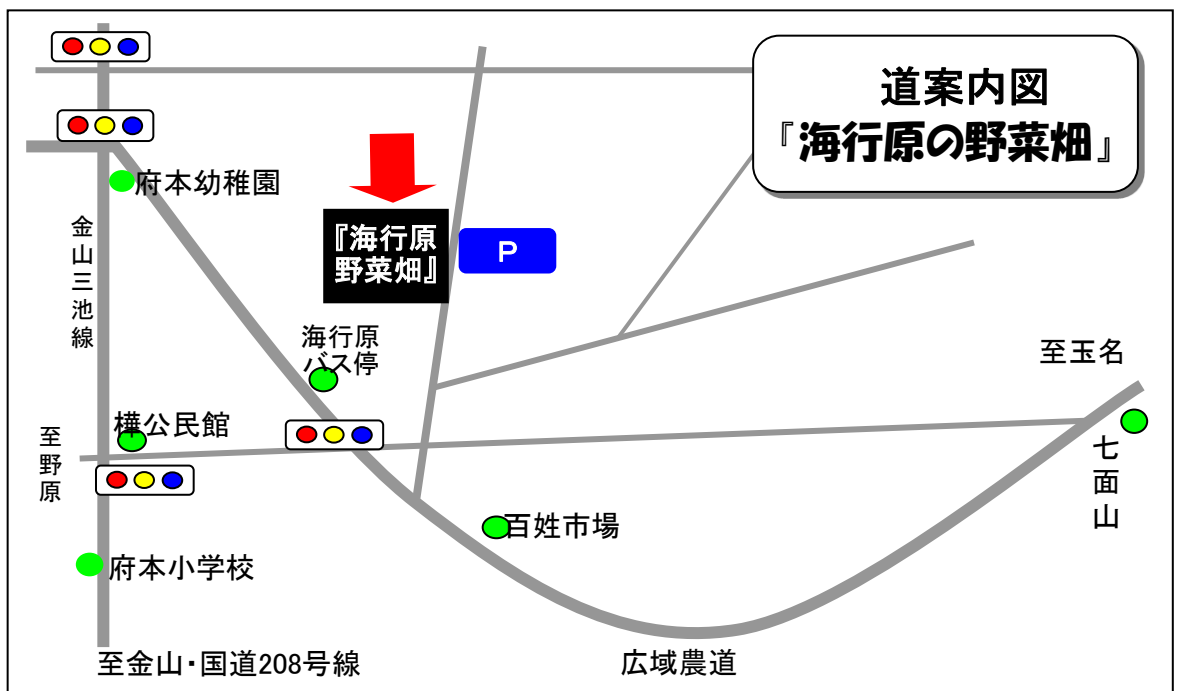 道案内図
『海行原の野菜畑』
府本幼稚園
金山三池線
『海行原
野菜畑』
P
海行原
バス停
至玉名
樺公民館
至野原
七面山
百姓市場
府本小学校
至金山・国道208号線
広域農道